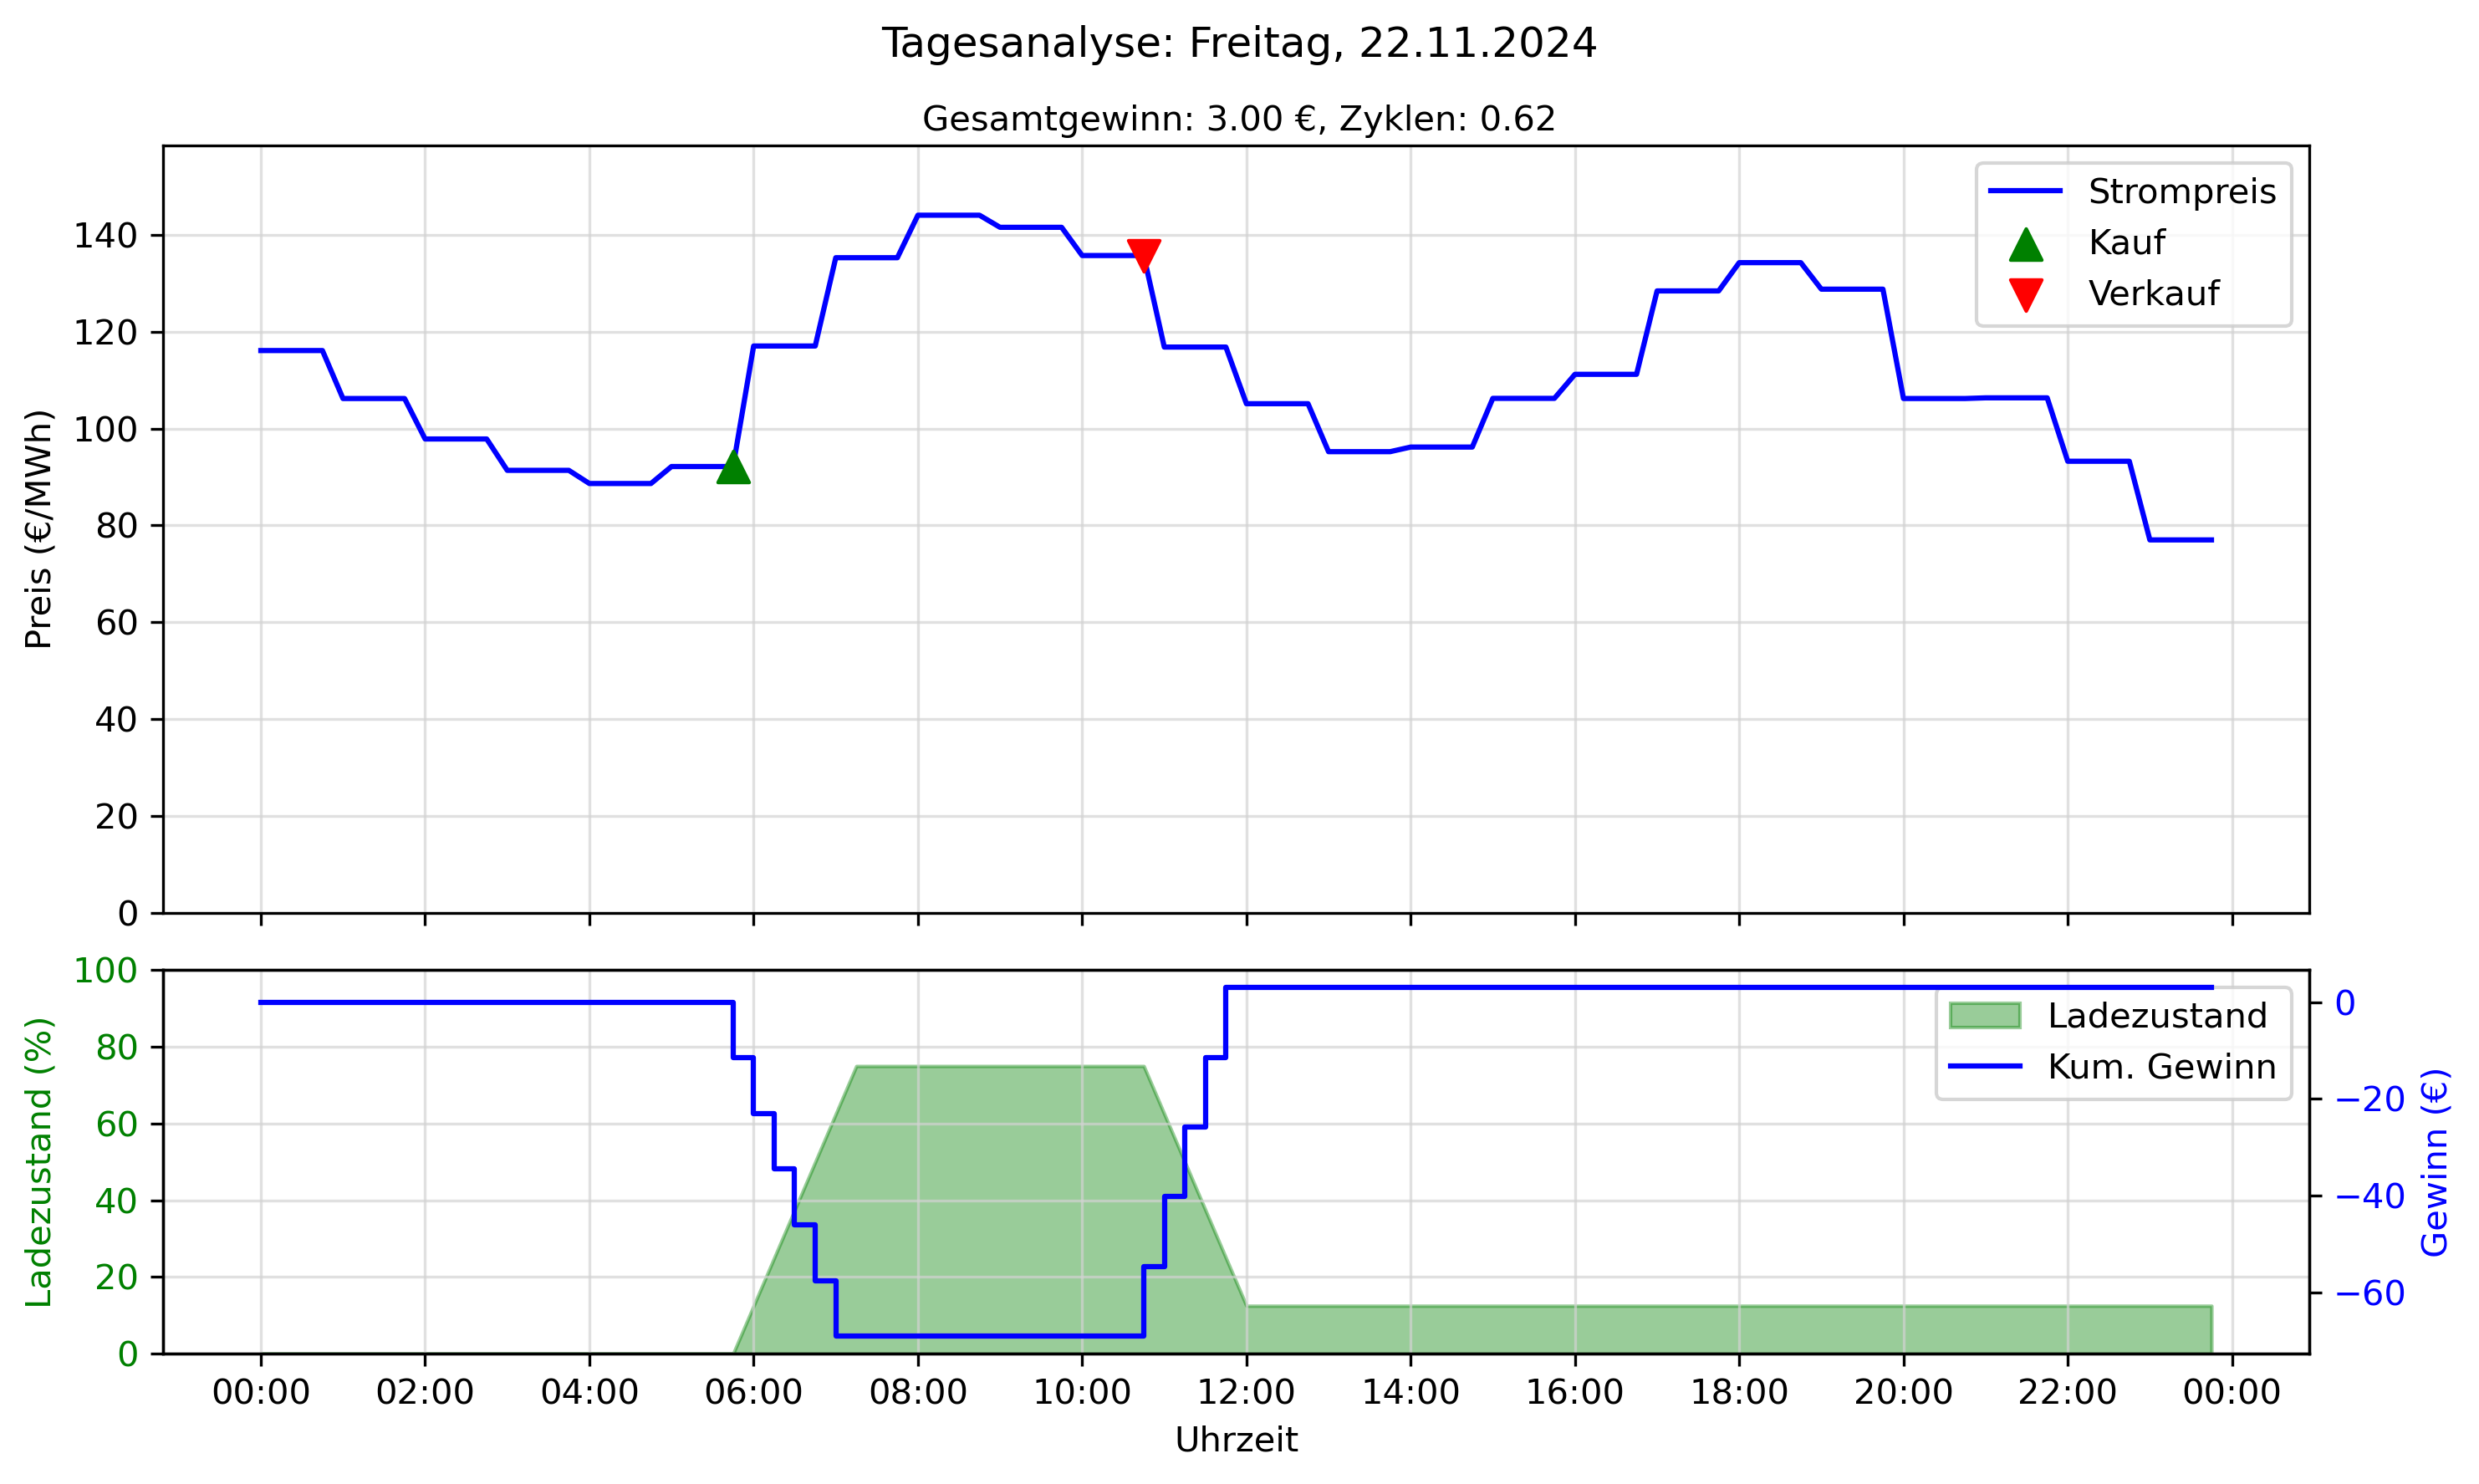 Tagesanalyse: Freitag, 22.11.2024
Gesamtgewinn: 3.00 €, Zyklen: 0.62
Preis (€/MWh)
140
120
100
80
60
40
20
0
Strompreis
Kauf
Verkauf
Ladezustand (%)
100
80
60
40
20
0
Ladezustand
Kum. Gewinn
0
−20
−40
−60
Gewinn (€)
00:00 02:00 04:00 06:00 08:00 10:00 12:00 14:00 16:00 18:00 20:00 22:00 00:00
Uhrzeit